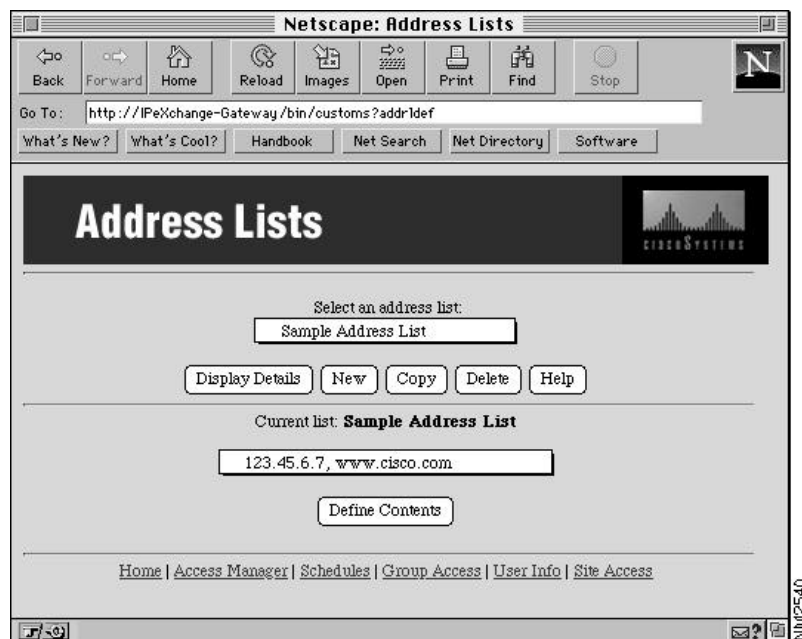 Netscape: Address Lists
Back Forward Home Reload Images Open Print Find Stop
N
Go To: http://IPeXchange-Gateway/bin/customs?addrldef
What's New? What's Cool? Handbook Net Search Net Directory Software
Address Lists
CISCO SYSTEMS
Select an address list:
Sample Address List
Display Details New Copy Delete Help
Current list: Sample Address List
123.45.6.7, www.cisco.com
Define Contents
Home | Access Manager | Schedules | Group Access | User Info | Site Access